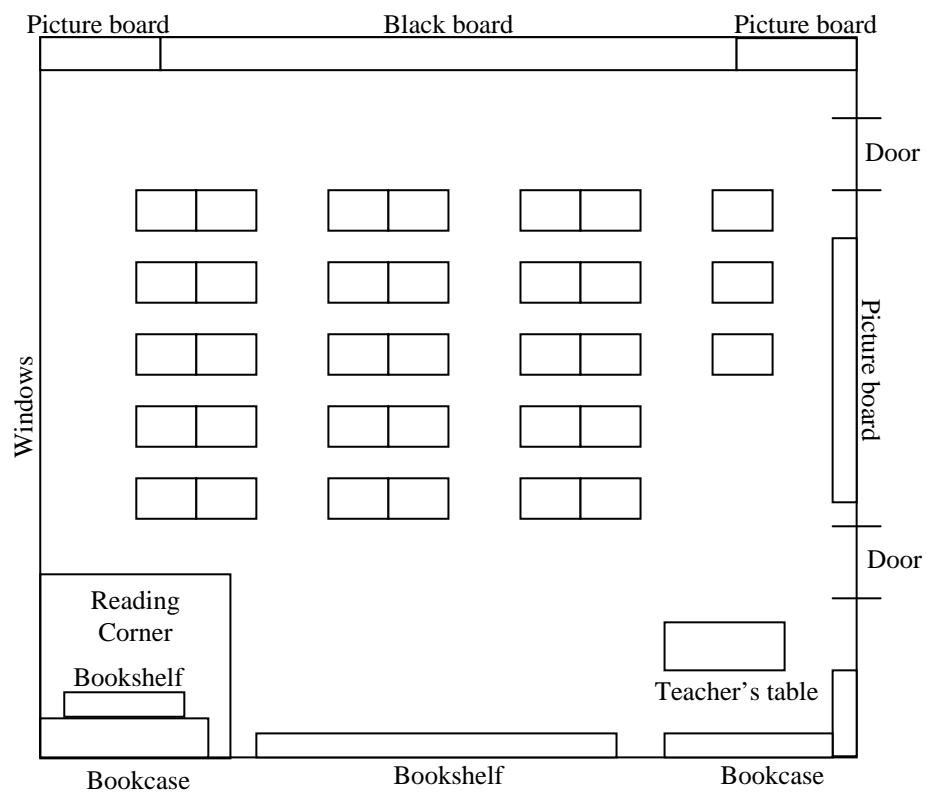 Picture board
Black board
Picture board
Door
Picture board
Windows
Door
Reading
Corner
Bookshelf
Teacher's table
Bookcase
Bookshelf
Bookcase